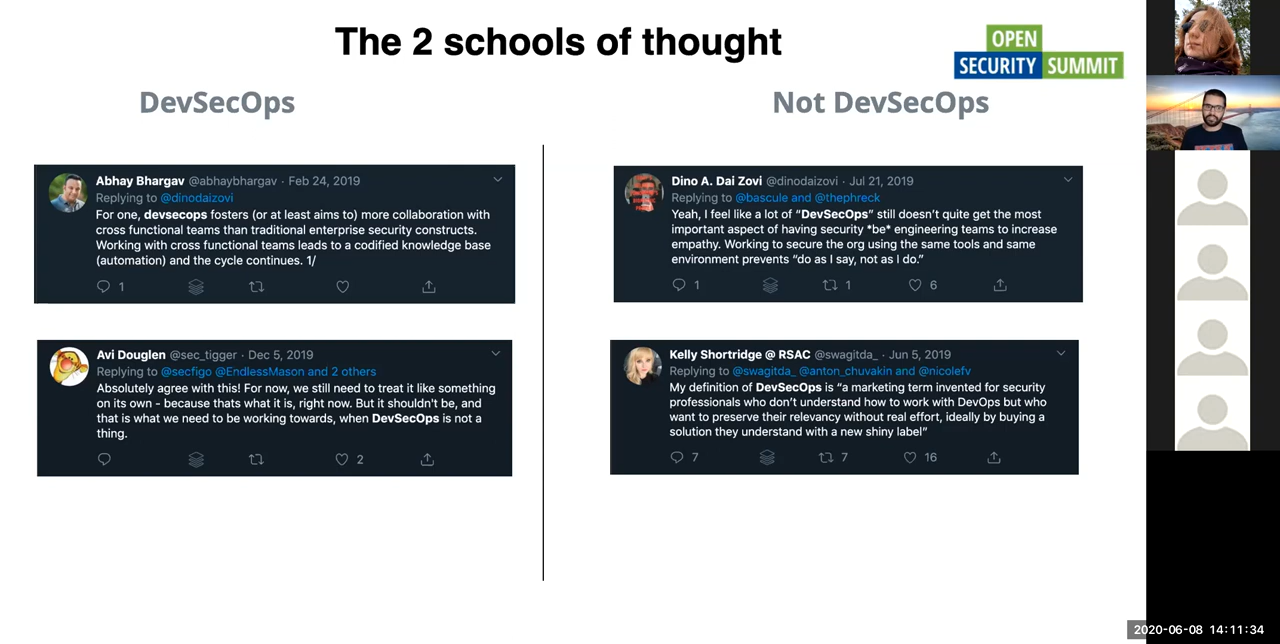 The 2 schools of thought
OPEN
SECURITY SUMMIT
DevSecOps
Not DevSecOps
Abhay Bhargav @abhaybhargav · Feb 24, 2019
Replying to @dinodaizovi
For one, devsecops fosters (or at least aims to) more collaboration with
cross functional teams than traditional enterprise security constructs.
Working with cross functional teams leads to a codified knowledge base
(automation) and the cycle continues. 1/
1
Avi Douglen @sec_tigger · Dec 5, 2019
Replying to @secfigo @EndlessMason and 2 others
Absolutely agree with this! For now, we still need to treat it like something
on its own - because thats what it is, right now. But it shouldn't be, and
that is what we need to be working towards, when DevSecOps is not a
thing.
2
Dino A. Dai Zovi @dinodaizovi · Jul 21, 2019
Replying to @bascule and @thephreck
Yeah, I feel like a lot of “DevSecOps” still doesn’t quite get the most
important aspect of having security *be* engineering teams to increase
empathy. Working to secure the org using the same tools and same
environment prevents “do as I say, not as I do.”
1 1 6
Kelly Shortridge @ RSAC @swagitda_ · Jun 5, 2019
Replying to @swagitda_ @anton_chuvakin and @nicolefv
My definition of DevSecOps is “a marketing term invented for security
professionals who don’t understand how to work with DevOps but who
want to preserve their relevancy without real effort, ideally by buying a
solution they understand with a new shiny label”
7 7 16
2020-06-08 14:11:34